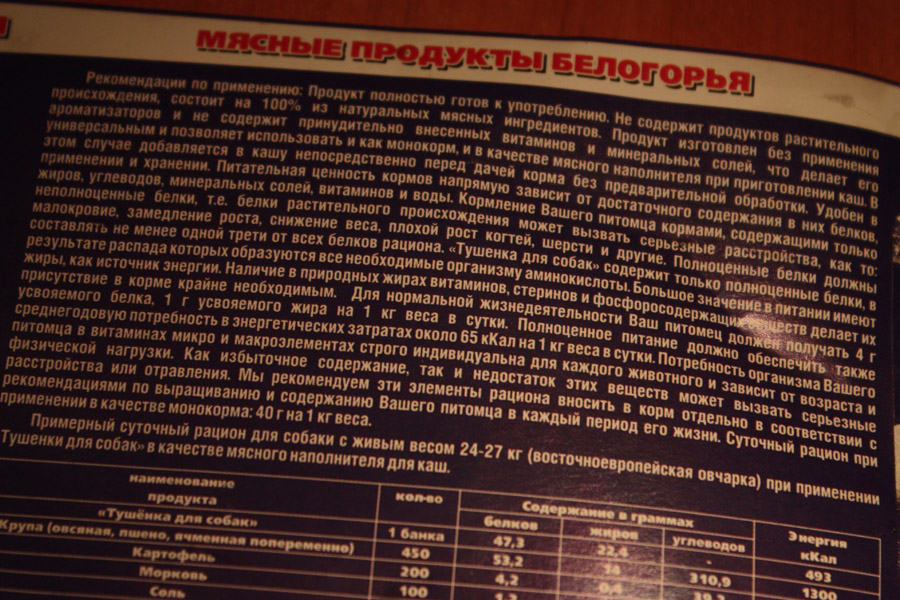 МЯСНЫЕ ПРОДУКТЫ БЕЛОГОРЬЯ
Рекомендации по применению: Продукт полностью готов к употреблению. Не содержит продуктов растительного
происхождения, состоит на 100% из натуральных мясных ингредиентов. Продукт изготовлен без применения
ароматизаторов и не содержит принудительно внесенных витаминов и минеральных солей, что делает его
универсальным и позволяет использовать и как монокорм, и в качестве мясного наполнителя при приготовлении каш. В
этом случае добавляется в кашу непосредственно перед дачей корма без предварительной обработки. Удобен в
применении и хранении. Питательная ценность кормов напрямую зависит от достаточного содержания в них белков,
жиров, углеводов, минеральных солей, витаминов и воды. Кормление Вашего питомца кормами, содержащими только
неполноценные белки, т.е. белки растительного происхождения может вызвать серьезные расстройства, как то:
малокровие, замедление роста, снижение веса, плохой рост когтей, шерсти и другие. Полноценные белки должны
составлять не менее одной трети от всех белков рациона. «Тушенка для собак» содержит только полноценные белки, в
результате распада которых образуются все необходимые организму аминокислоты. Большое значение в питании имеют
жиры, как источник энергии. Наличие в природных жирах витаминов, стеринов и фосфоросодержащих веществ делает их
присутствие в корме крайне необходимым. Для нормальной жизнедеятельности Ваш питомец должен получать 4 г
усвояемого белка, 1 г усвояемого жира на 1 кг веса в сутки. Полноценное питание должно обеспечить также
среднегодовую потребность в энергетических затратах около 65 кКал на 1 кг веса в сутки. Потребность организма Вашего
питомца в витаминах микро и макроэлементах строго индивидуальна для каждого животного и зависит от возраста и
физической нагрузки. Как избыточное содержание, так и недостаток этих веществ может вызвать серьезные
расстройства или отравления. Мы рекомендуем эти элементы рациона вносить в корм отдельно в соответствии с
рекомендациями по выращиванию и содержанию Вашего питомца в каждый период его жизни. Суточный рацион при
применении в качестве монокорма: 40 г на 1 кг веса.
Примерный суточный рацион для собаки с живым весом 24-27 кг (восточноевропейская овчарка) при применении
Тушенки для собак» в качестве мясного наполнителя для каш.
наименование продукта кол-во Содержание в граммах Энергия кКал
белков жиров углеводов
«Тушёнка для собак» 1 банка 47,3 22,4 - 493
Крупа (овсяная, пшено, ячменная попеременно) 450 53,2 14 310,9 1300
Картофель 200 4,2 0,4
Морковь 100
Соль